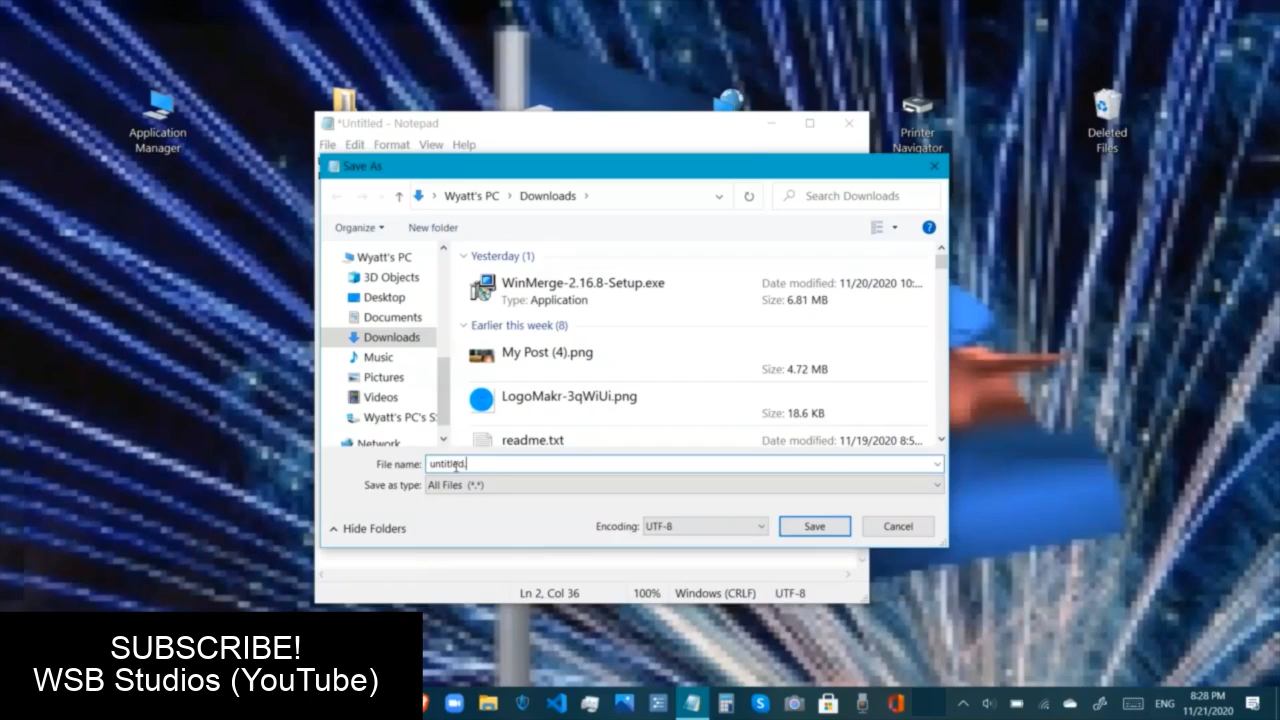 Application
Manager
Printer
Navigator
Deleted
Files
*Untitled - Notepad
File Edit Format View Help
Save As
Wyatt's PC > Downloads >
Search Downloads
Organize
New folder
Wyatt's PC
3D Objects
Desktop
Documents
Downloads
Music
Pictures
Videos
Wyatt's PC's S
Network
Yesterday (1)
WinMerge-2.16.8-Setup.exe
Type: Application
Date modified: 11/20/2020 10:...
Size: 6.81 MB
Earlier this week (8)
My Post (4).png
Size: 4.72 MB
LogoMakr-3qWiUi.png
Size: 18.6 KB
readme.txt
Date modified: 11/19/2020 8:5...
File name: untitled.
Save as type: All Files (*.*)
Hide Folders
Encoding: UTF-8
Save
Cancel
Ln 2, Col 36
100%
Windows (CRLF)
UTF-8
SUBSCRIBE!
WSB Studios (YouTube)
ENG
8:28 PM
11/21/2020